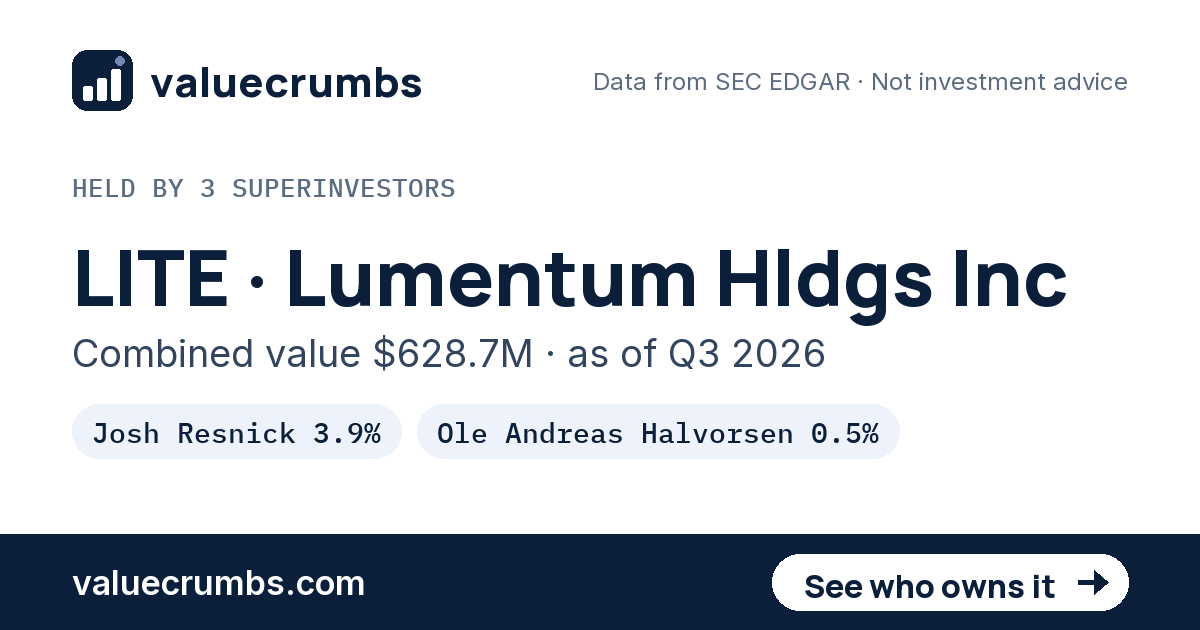 valuecrumbs
Data from SEC EDGAR · Not investment advice
HELD BY 3 SUPERINVESTORS
LITE · Lumentum Hldgs Inc
Combined value $628.7M · as of Q3 2026
Josh Resnick 3.9%
Ole Andreas Halvorsen 0.5%
valuecrumbs.com
See who owns it →